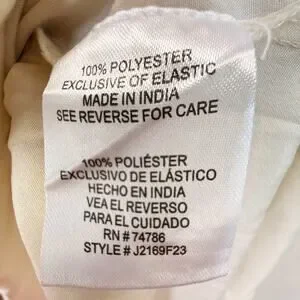 100% POLYESTER
EXCLUSIVE OF ELASTIC
MADE IN INDIA
SEE REVERSE FOR CARE
100% POLIÉSTER
EXCLUSIVO DE ELÁSTICO
HECHO EN INDIA
VEA EL REVERSO
PARA EL CUIDADO
RN # 74786
STYLE # J2169F23